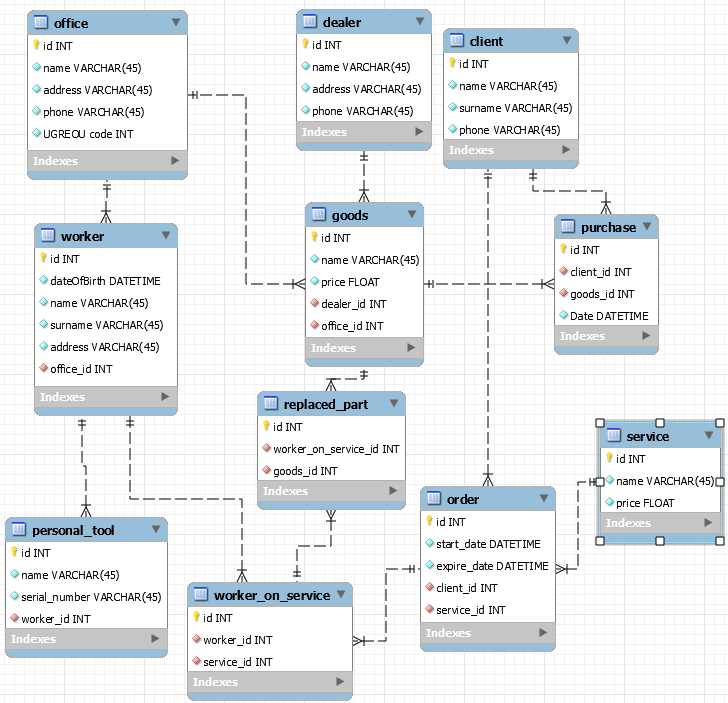 office
id INT
name VARCHAR(45)
address VARCHAR(45)
phone VARCHAR(45)
UGREOU code INT
Indexes
dealer
id INT
name VARCHAR(45)
address VARCHAR(45)
phone VARCHAR(45)
Indexes
client
id INT
name VARCHAR(45)
surname VARCHAR(45)
phone VARCHAR(45)
Indexes
worker
id INT
dateOfBirth DATETIME
name VARCHAR(45)
surname VARCHAR(45)
address VARCHAR(45)
office_id INT
Indexes
goods
id INT
name VARCHAR(45)
price FLOAT
dealer_id INT
office_id INT
Indexes
purchase
id INT
client_id INT
goods_id INT
Date DATETIME
Indexes
replaced_part
id INT
worker_on_service_id INT
goods_id INT
Indexes
service
id INT
name VARCHAR(45)
price FLOAT
Indexes
personal_tool
id INT
name VARCHAR(45)
serial_number VARCHAR(45)
worker_id INT
Indexes
order
id INT
start_date DATETIME
expire_date DATETIME
client_id INT
service_id INT
Indexes
worker_on_service
id INT
worker_id INT
service_id INT
Indexes